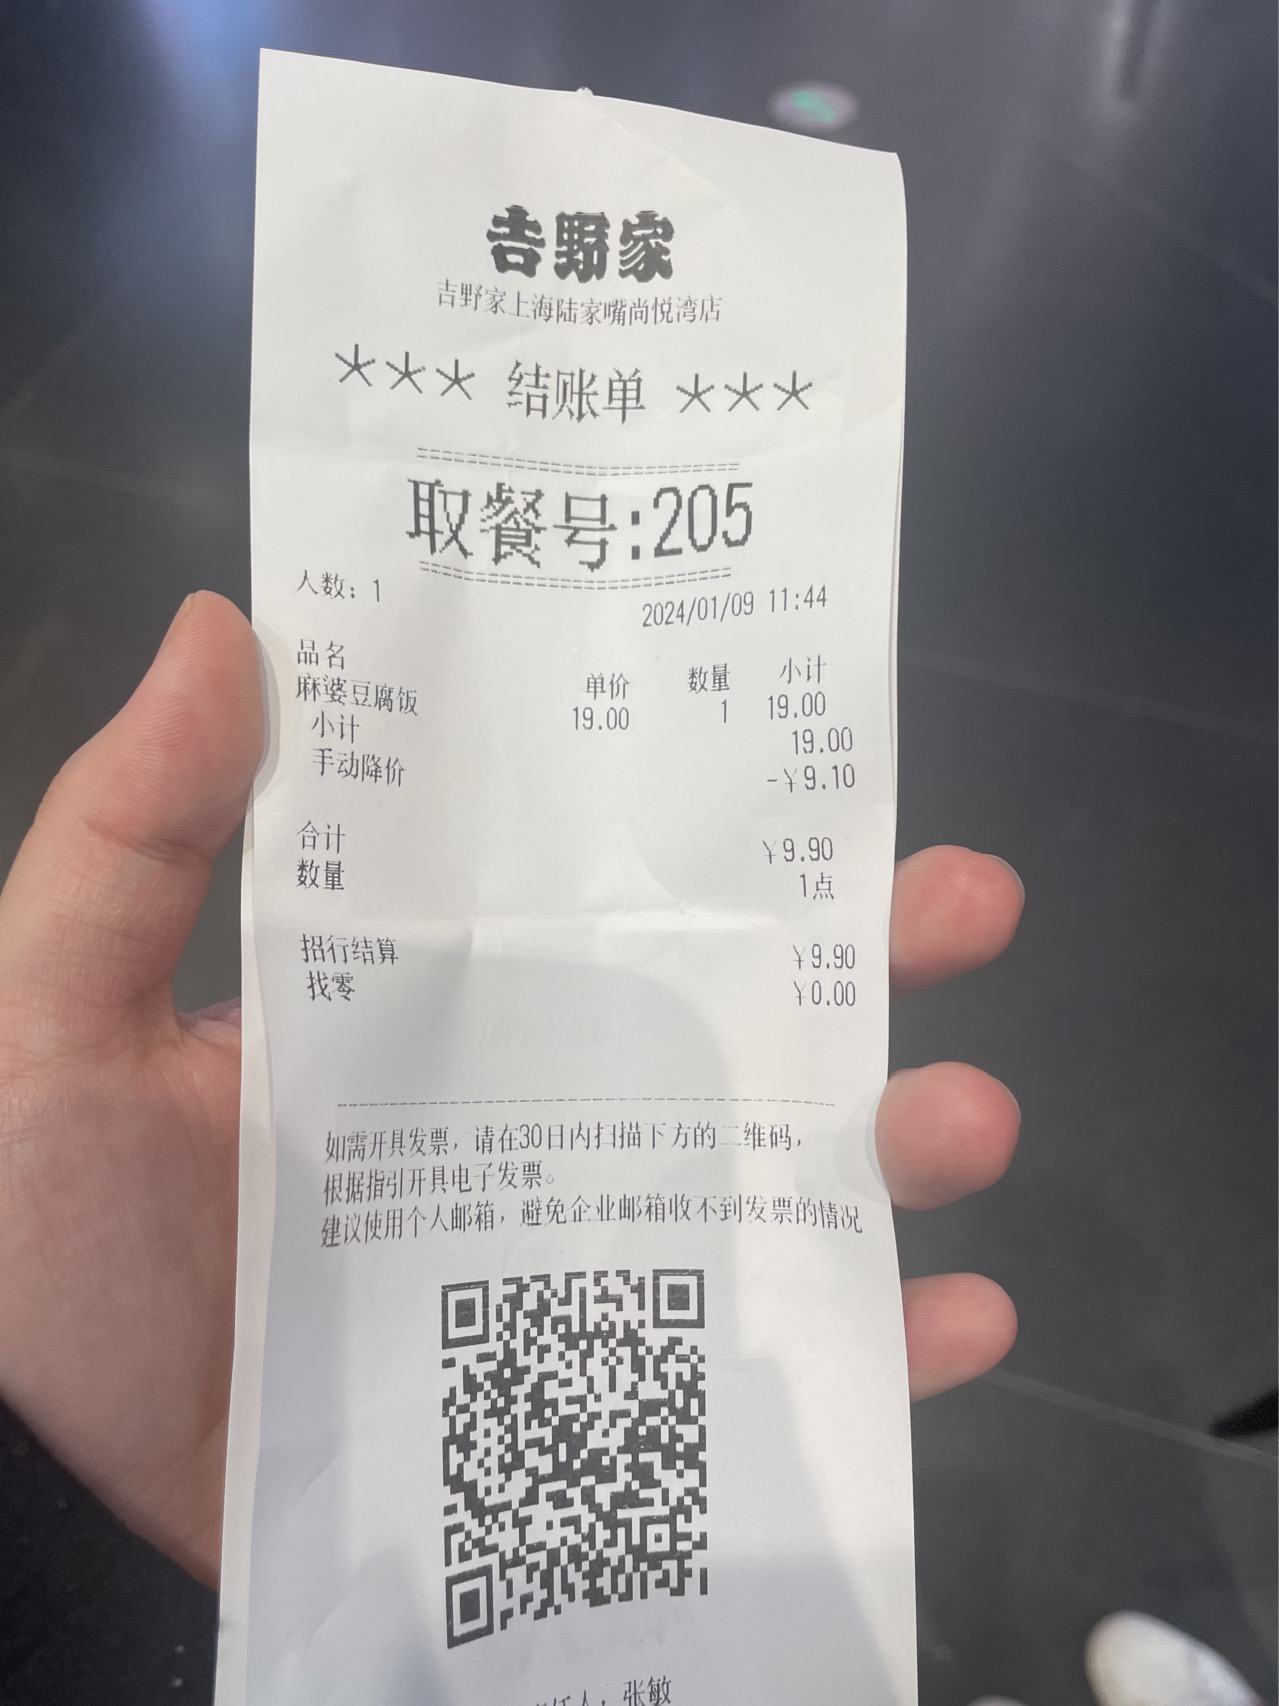 吉野家
吉野家上海陆家嘴尚悦湾店
*** 结账单 ***
取餐号:205
人数: 1
2024/01/09 11:44
品名 单价 数量 小计
麻婆豆腐饭 19.00 1 19.00
小计 19.00
手动降价 -¥9.10
合计 ¥9.90
数量 1点
招行结算 ¥9.90
找零 ¥0.00
如需开具发票，请在30日内扫描下方的二维码，
根据指引开具电子发票。
建议使用个人邮箱，避免企业邮箱收不到发票的情况
任人: 张敏